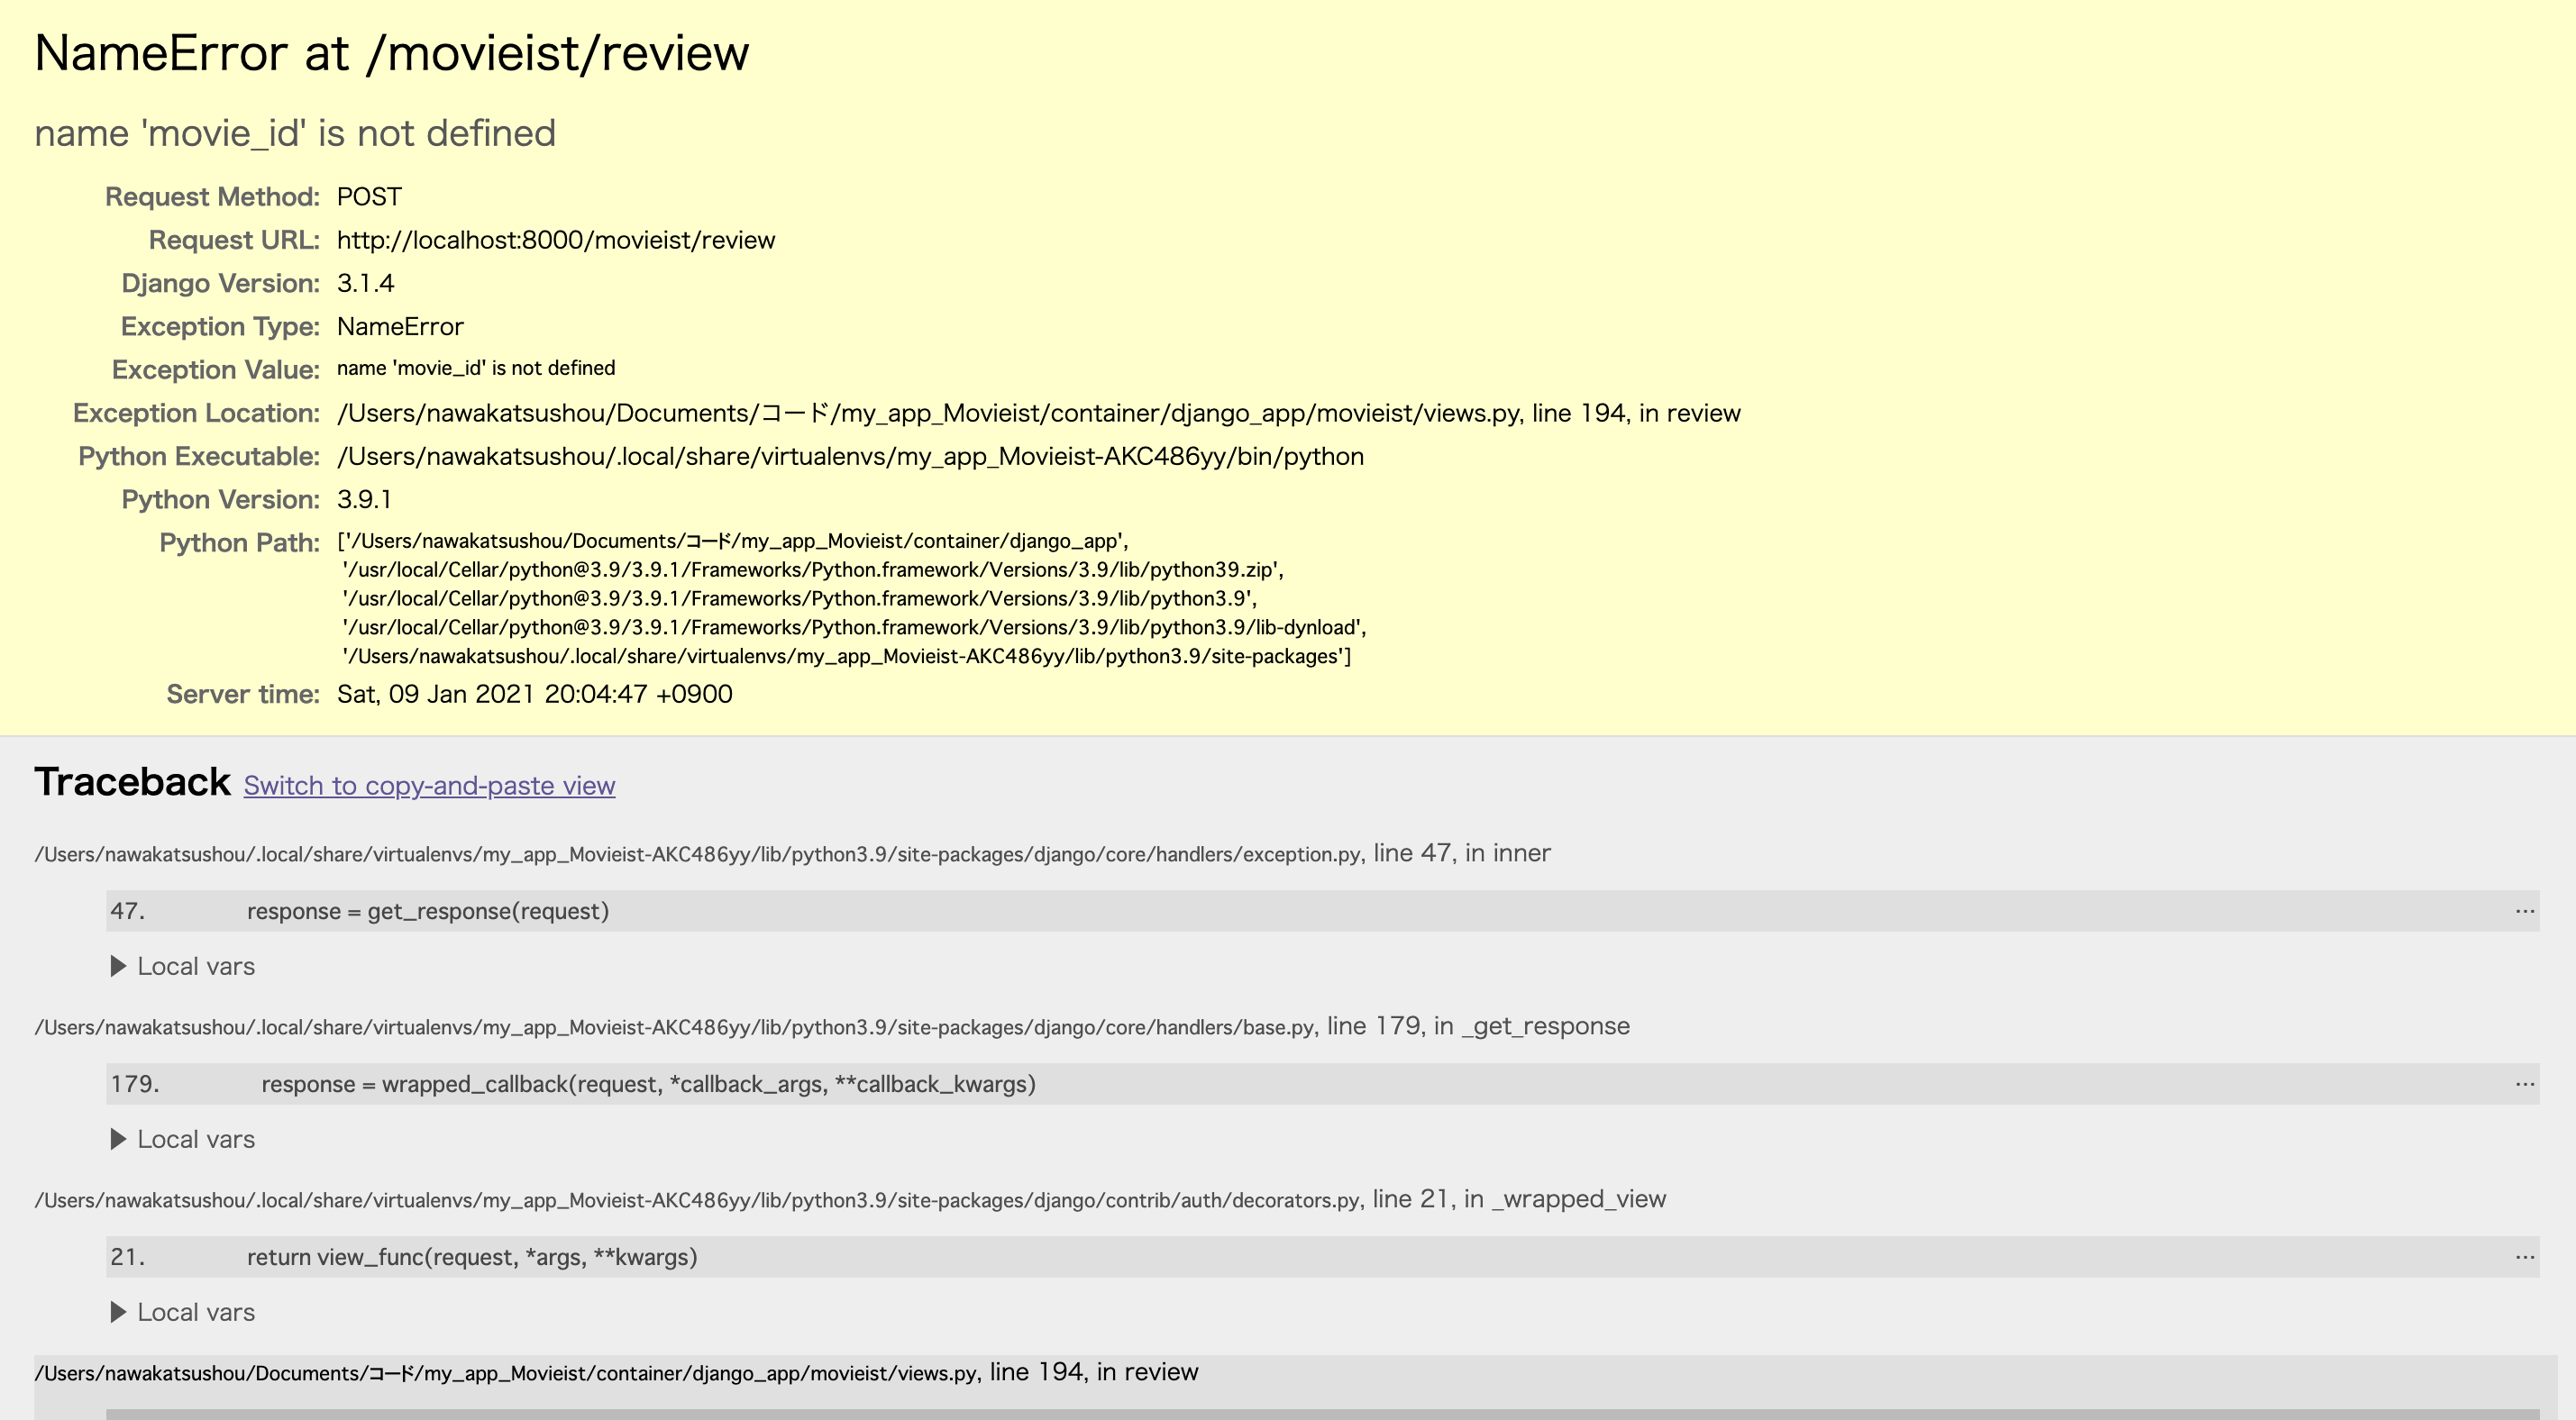 NameError at /movieist/review
name 'movie_id' is not defined
Request Method: POST
Request URL: http://localhost:8000/movieist/review
Django Version: 3.1.4
Exception Type: NameError
Exception Value: name 'movie_id' is not defined
Exception Location: /Users/nawakatsushou/Documents/コード/my_app_Movieist/container/django_app/movieist/views.py, line 194, in review
Python Executable: /Users/nawakatsushou/.local/share/virtualenvs/my_app_Movieist-AKC486yy/bin/python
Python Version: 3.9.1
Python Path: ['/Users/nawakatsushou/Documents/コード/my_app_Movieist/container/django_app',
'/usr/local/Cellar/python@3.9/3.9.1/Frameworks/Python.framework/Versions/3.9/lib/python39.zip',
'/usr/local/Cellar/python@3.9/3.9.1/Frameworks/Python.framework/Versions/3.9/lib/python3.9',
'/usr/local/Cellar/python@3.9/3.9.1/Frameworks/Python.framework/Versions/3.9/lib/python3.9/lib-dynload',
'/Users/nawakatsushou/.local/share/virtualenvs/my_app_Movieist-AKC486yy/lib/python3.9/site-packages']
Server time: Sat, 09 Jan 2021 20:04:47 +0900
Traceback Switch to copy-and-paste view
/Users/nawakatsushou/.local/share/virtualenvs/my_app_Movieist-AKC486yy/lib/python3.9/site-packages/django/core/handlers/exception.py, line 47, in inner
47. response = get_response(request) …
▶ Local vars
/Users/nawakatsushou/.local/share/virtualenvs/my_app_Movieist-AKC486yy/lib/python3.9/site-packages/django/core/handlers/base.py, line 179, in _get_response
179. response = wrapped_callback(request, *callback_args, **callback_kwargs) …
▶ Local vars
/Users/nawakatsushou/.local/share/virtualenvs/my_app_Movieist-AKC486yy/lib/python3.9/site-packages/django/contrib/auth/decorators.py, line 21, in _wrapped_view
21. return view_func(request, *args, **kwargs) …
▶ Local vars
/Users/nawakatsushou/Documents/コード/my_app_Movieist/container/django_app/movieist/views.py, line 194, in review